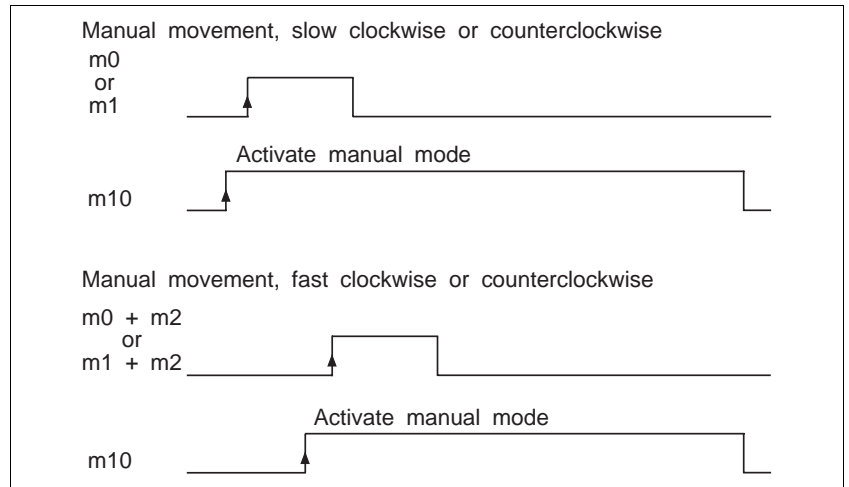 Manual movement, slow clockwise or counterclockwise
m0
or
m1
Activate manual mode
m10
Manual movement, fast clockwise or counterclockwise
m0 + m2
or
m1 + m2
Activate manual mode
m10